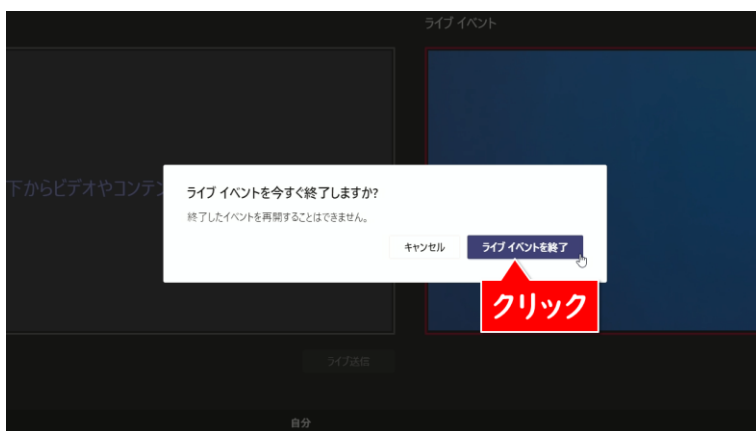 ライブ イベント
下からビデオやコンテン
ライブ イベントを今すぐ終了しますか?
終了したイベントを再開することはできません。
キャンセル
ライブ イベントを終了
クリック
ライブ送信
自分